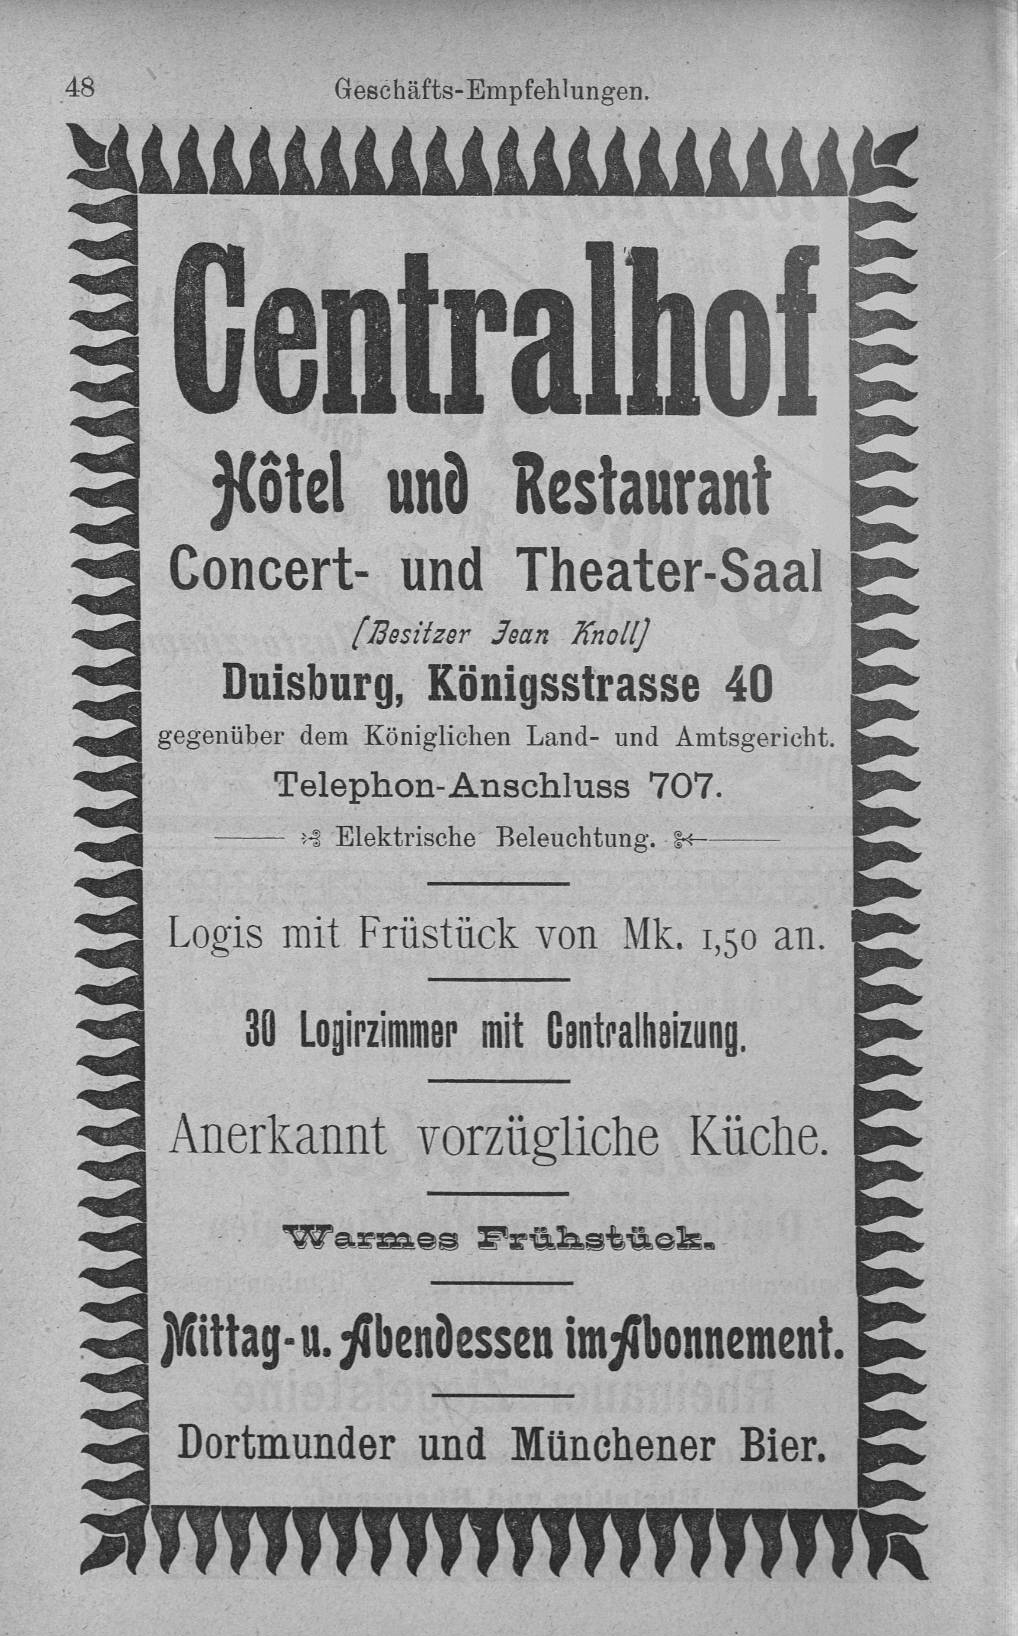 48
Geschäfts-Empfehlungen.
Centralhof
Hôtel und Restaurant
Concert- und Theater-Saal
(Besitzer Jean Knoll)
Duisburg, Königsstrasse 40
gegenüber dem Königlichen Land- und Amtsgericht.
Telephon-Anschluss 707.
Elektrische Beleuchtung.
Logis mit Früstück von Mk. 1,50 an.
30 Logirzimmer mit Centralheizung.
Anerkannt vorzügliche Küche.
Warmes Frühstück.
Mittag- u. Abendessen im Abonnement.
Dortmunder und Münchener Bier.